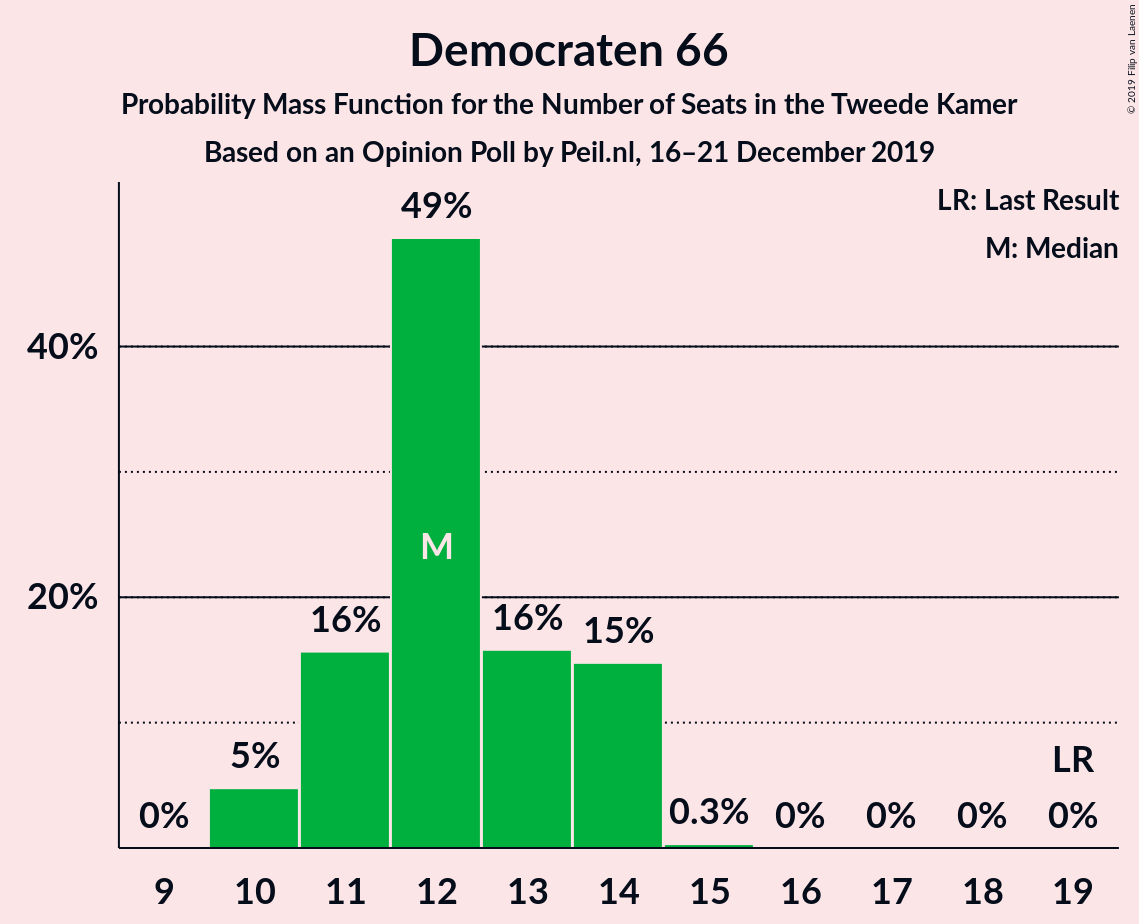 Democraten 66
Probability Mass Function for the Number of Seats in the Tweede Kamer
Based on an Opinion Poll by Peil.nl, 16–21 December 2019
© 2019 Filip van Laenen
LR: Last Result
M: Median
49%
40%
M
20%
16%
16%
15%
LR
5%
0%
0.3%
0%
0%
0%
0%
9 10 11 12 13 14 15 16 17 18 19